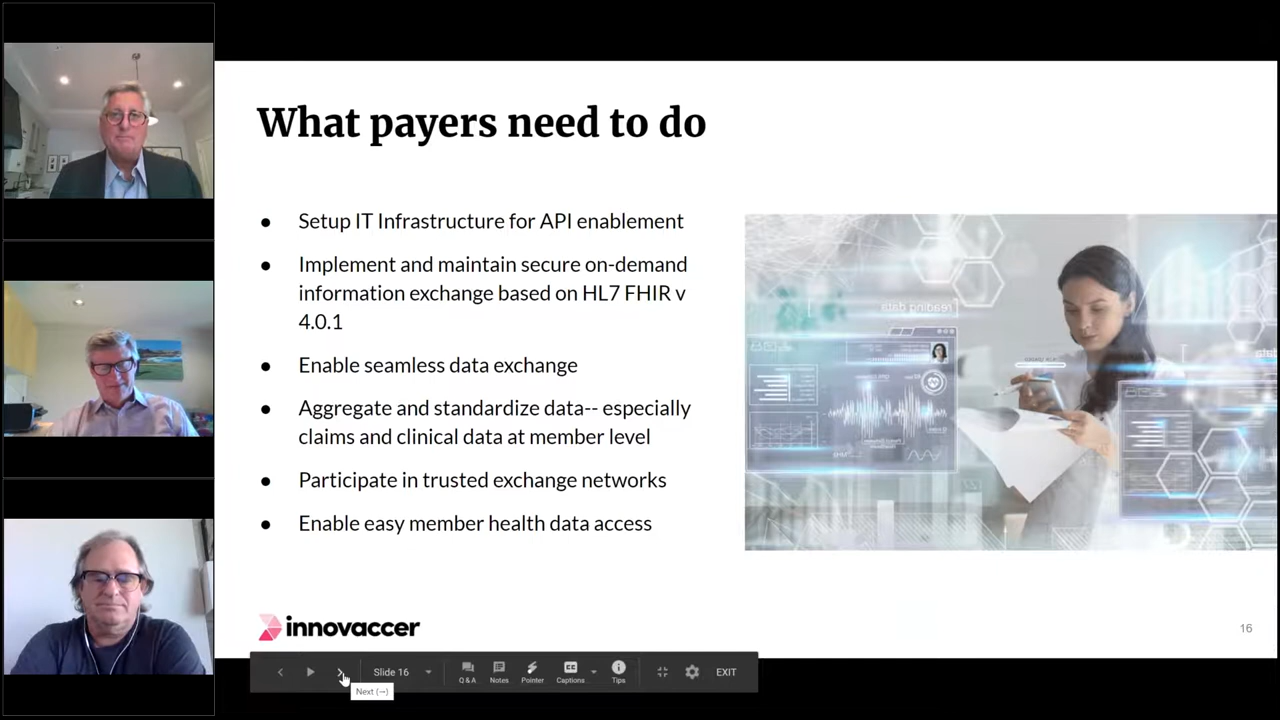 What payers need to do
● Setup IT Infrastructure for API enablement
● Implement and maintain secure on-demand
information exchange based on HL7 FHIR v
4.0.1
● Enable seamless data exchange
● Aggregate and standardize data-- especially
claims and clinical data at member level
● Participate in trusted exchange networks
● Enable easy member health data access
reading data
innovaccer
16
Slide 16
Q & A
Notes
Pointer
Captions
Tips
EXIT
Next (→)